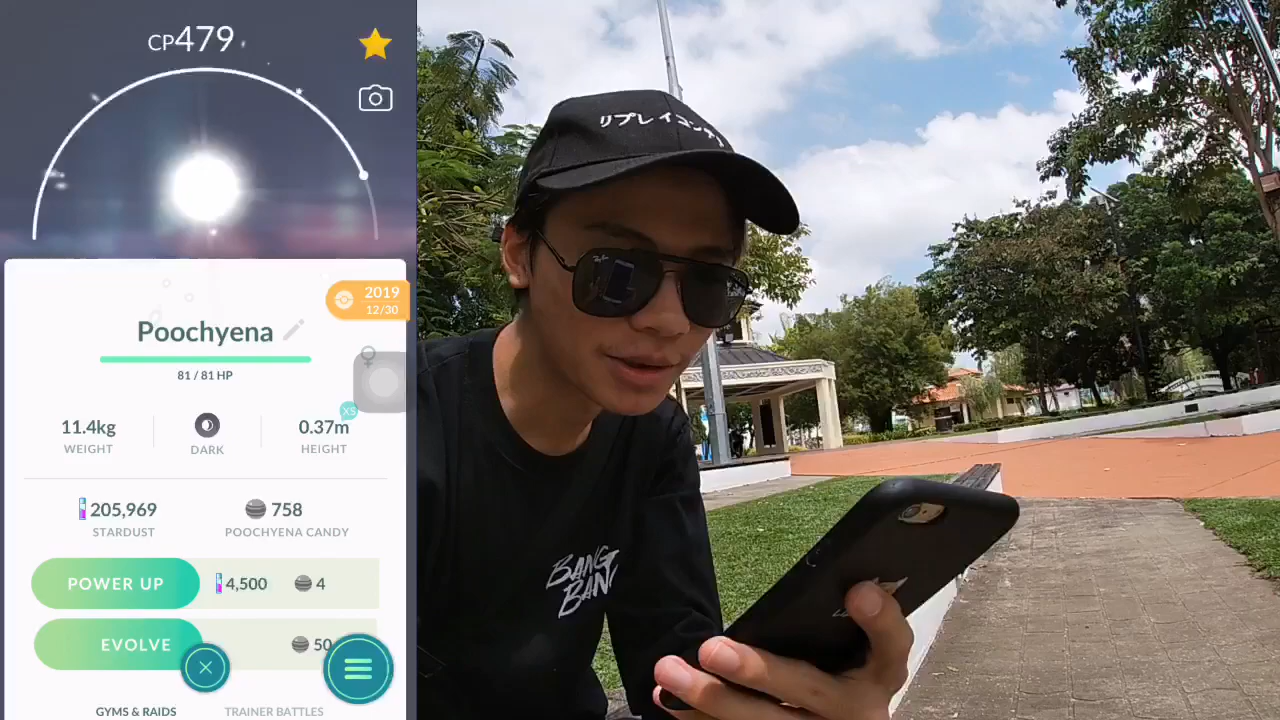 CP479
2019
12/30
Poochyena
81 / 81 HP
XS
11.4kg
0.37m
WEIGHT
DARK
HEIGHT
205,969
758
STARDUST
POOCHYENA CANDY
POWER UP
4,500
4
EVOLVE
50
GYMS & RAIDS
TRAINER BATTLES
リプレイコンテ
Ray-Ban
BANG
BANG